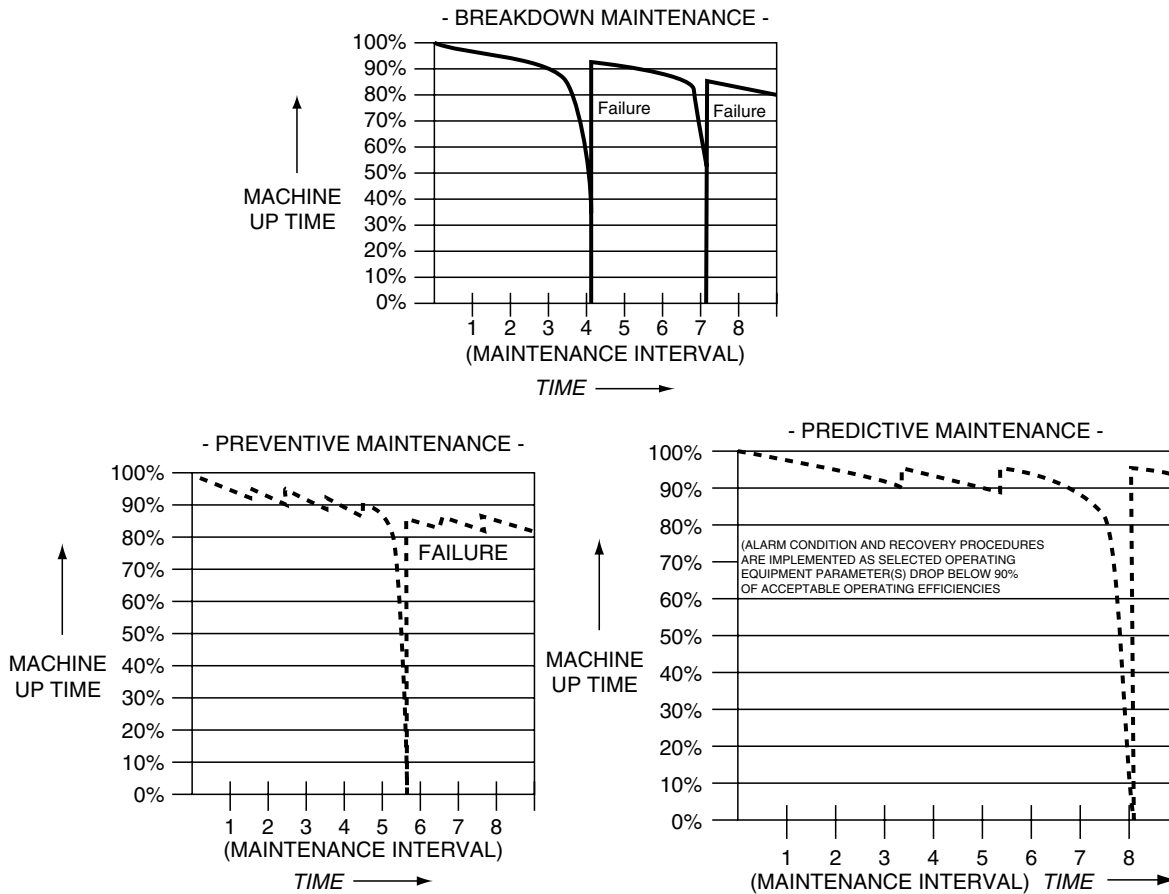 - BREAKDOWN MAINTENANCE -
100%
90%
80%
70%
60%
50%
40%
30%
20%
10%
0%
Failure
Failure
MACHINE
UP TIME
1 2 3 4 5 6 7 8
(MAINTENANCE INTERVAL)
TIME
- PREVENTIVE MAINTENANCE -
100%
90%
80%
70%
60%
50%
40%
30%
20%
10%
0%
FAILURE
MACHINE
UP TIME
1 2 3 4 5 6 7 8
(MAINTENANCE INTERVAL)
TIME
- PREDICTIVE MAINTENANCE -
100%
90%
80%
70%
60%
50%
40%
30%
20%
10%
0%
(ALARM CONDITION AND RECOVERY PROCEDURES
ARE IMPLEMENTED AS SELECTED OPERATING
EQUIPMENT PARAMETER(S) DROP BELOW 90%
OF ACCEPTABLE OPERATING EFFICIENCIES
MACHINE
UP TIME
1 2 3 4 5 6 7 8
(MAINTENANCE INTERVAL) TIME